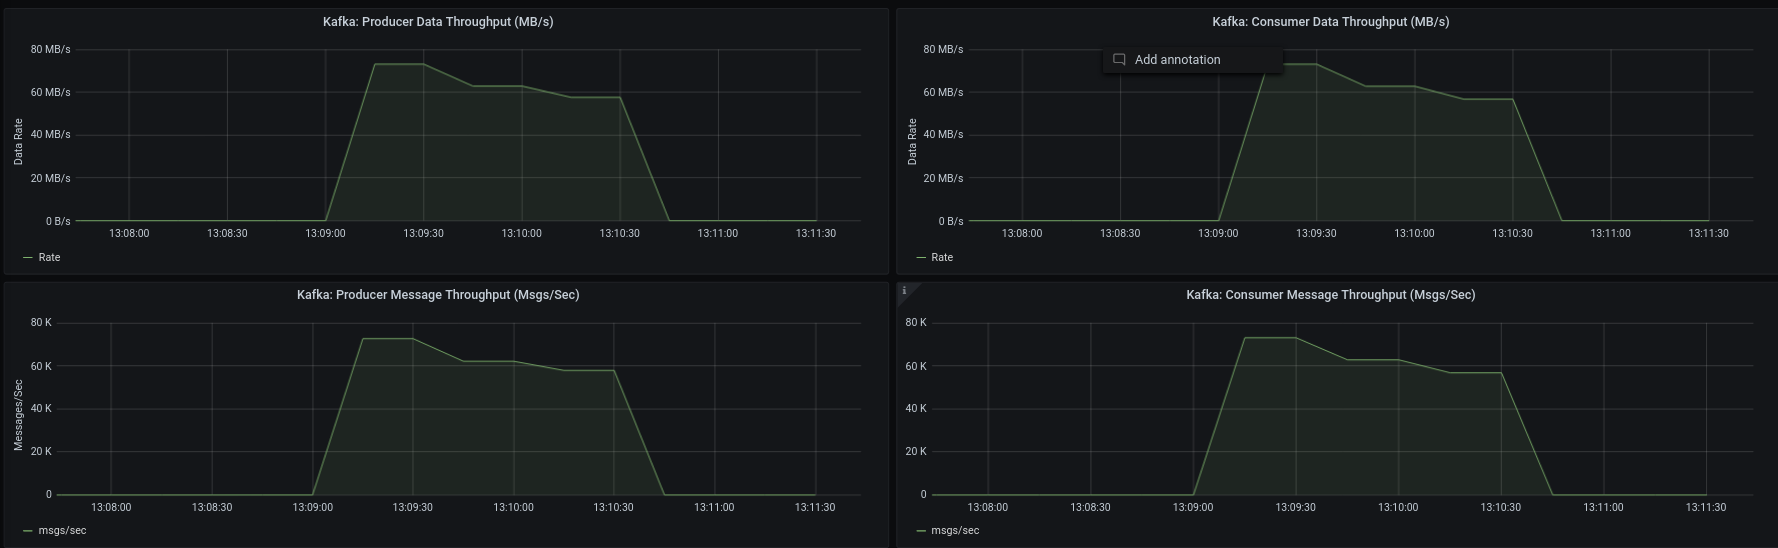 Kafka: Producer Data Throughput (MB/s)
80 MB/s
60 MB/s
40 MB/s
20 MB/s
0 B/s
Data Rate
13:08:00 13:08:30 13:09:00 13:09:30 13:10:00 13:10:30 13:11:00 13:11:30
Rate
Kafka: Consumer Data Throughput (MB/s)
Add annotation
80 MB/s
60 MB/s
40 MB/s
20 MB/s
0 B/s
Data Rate
13:08:00 13:08:30 13:09:00 13:09:30 13:10:00 13:10:30 13:11:00 13:11:30
Rate
Kafka: Producer Message Throughput (Msgs/Sec)
80 K
60 K
40 K
20 K
0
Messages/Sec
13:08:00 13:08:30 13:09:00 13:09:30 13:10:00 13:10:30 13:11:00 13:11:30
msgs/sec
i
Kafka: Consumer Message Throughput (Msgs/Sec)
80 K
60 K
40 K
20 K
0
13:08:00 13:08:30 13:09:00 13:09:30 13:10:00 13:10:30 13:11:00 13:11:30
msgs/sec